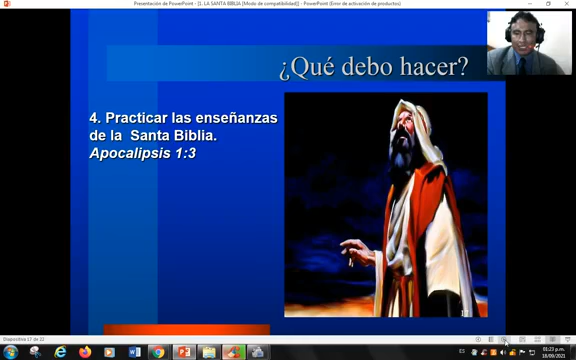 Presentación de PowerPoint - [1. LA SANTA BIBLIA [Modo de compatibilidad]] - PowerPoint (Error de activación de productos)
¿Qué debo hacer?
4. Practicar las enseñanzas
de la Santa Biblia.
Apocalipsis 1:3
Diapositiva 17 de 22
ES
01:23 p.m.
18/09/2021